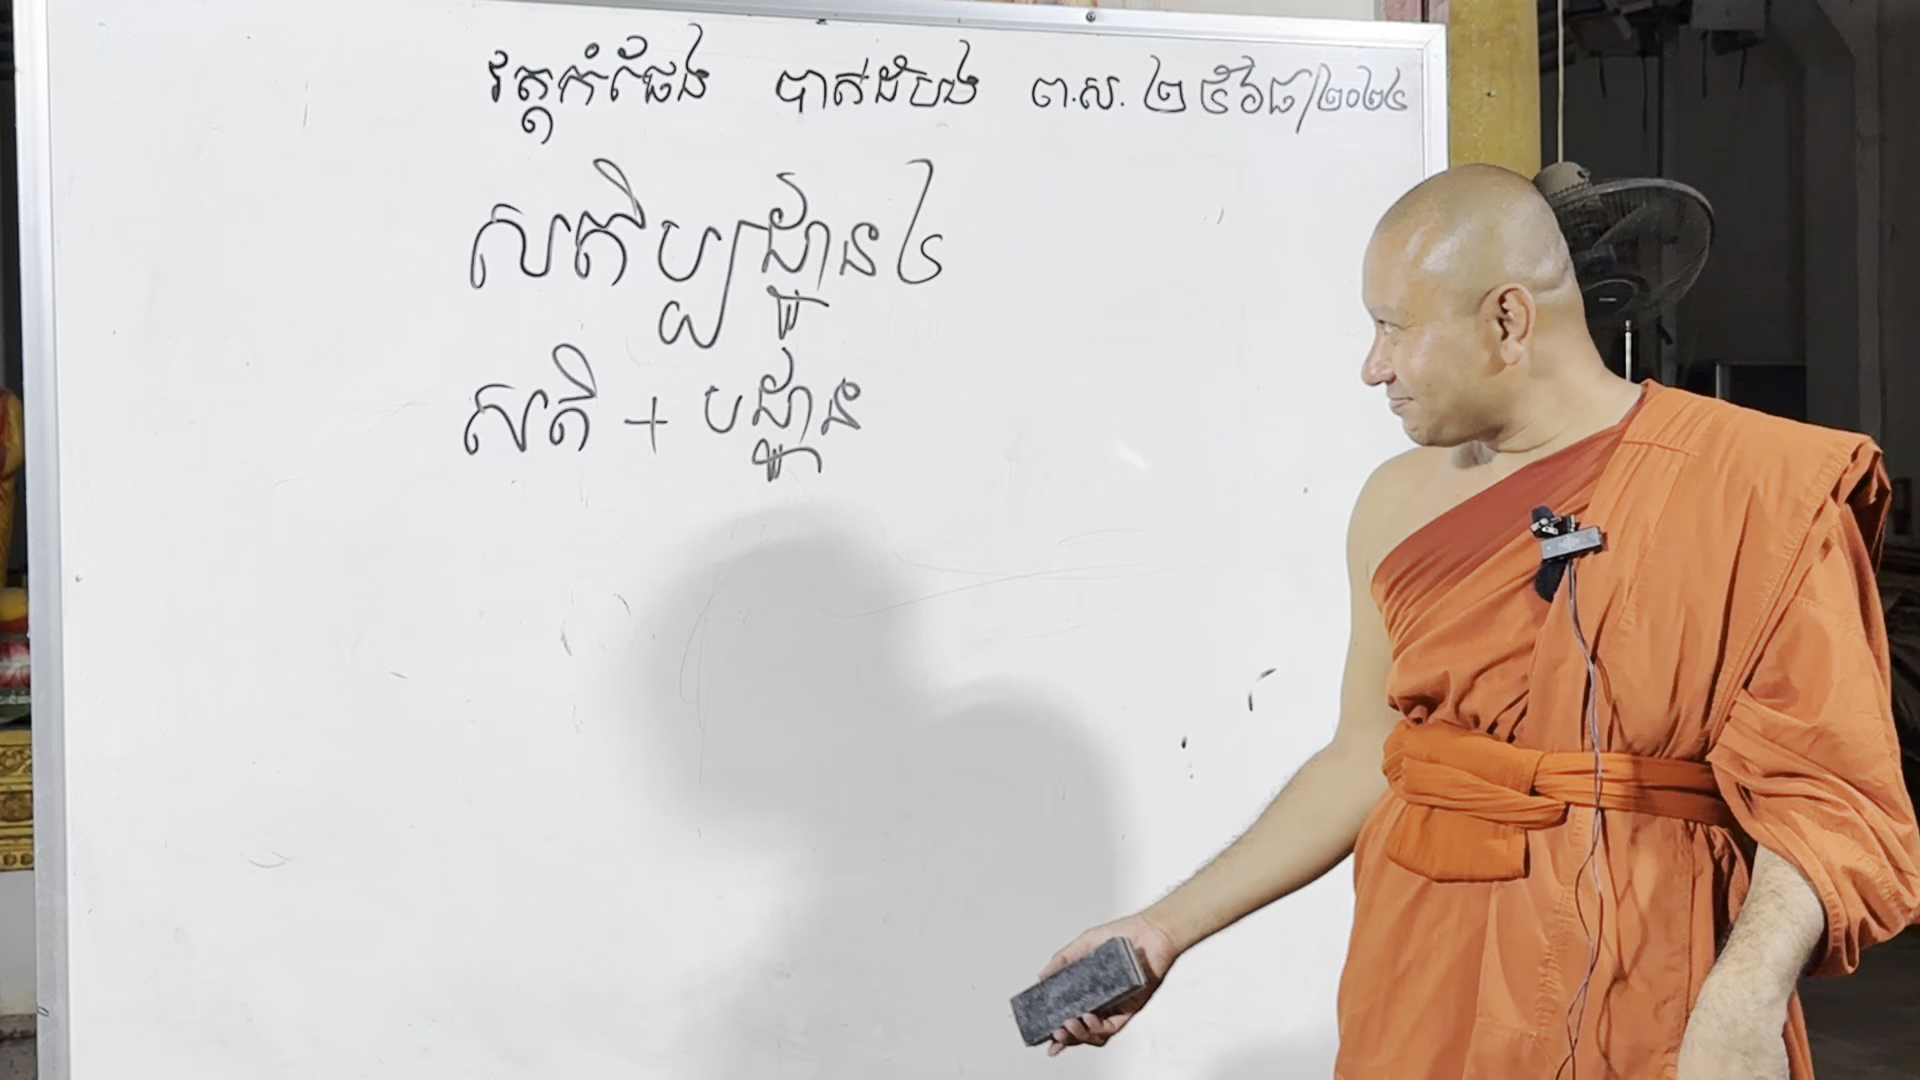 វត្តកំផែង បាត់ដំបង ព.ស. ២៥៦៨/២០២៤
សតិប្បដ្ឋាន៤
សតិ + បដ្ឋាន